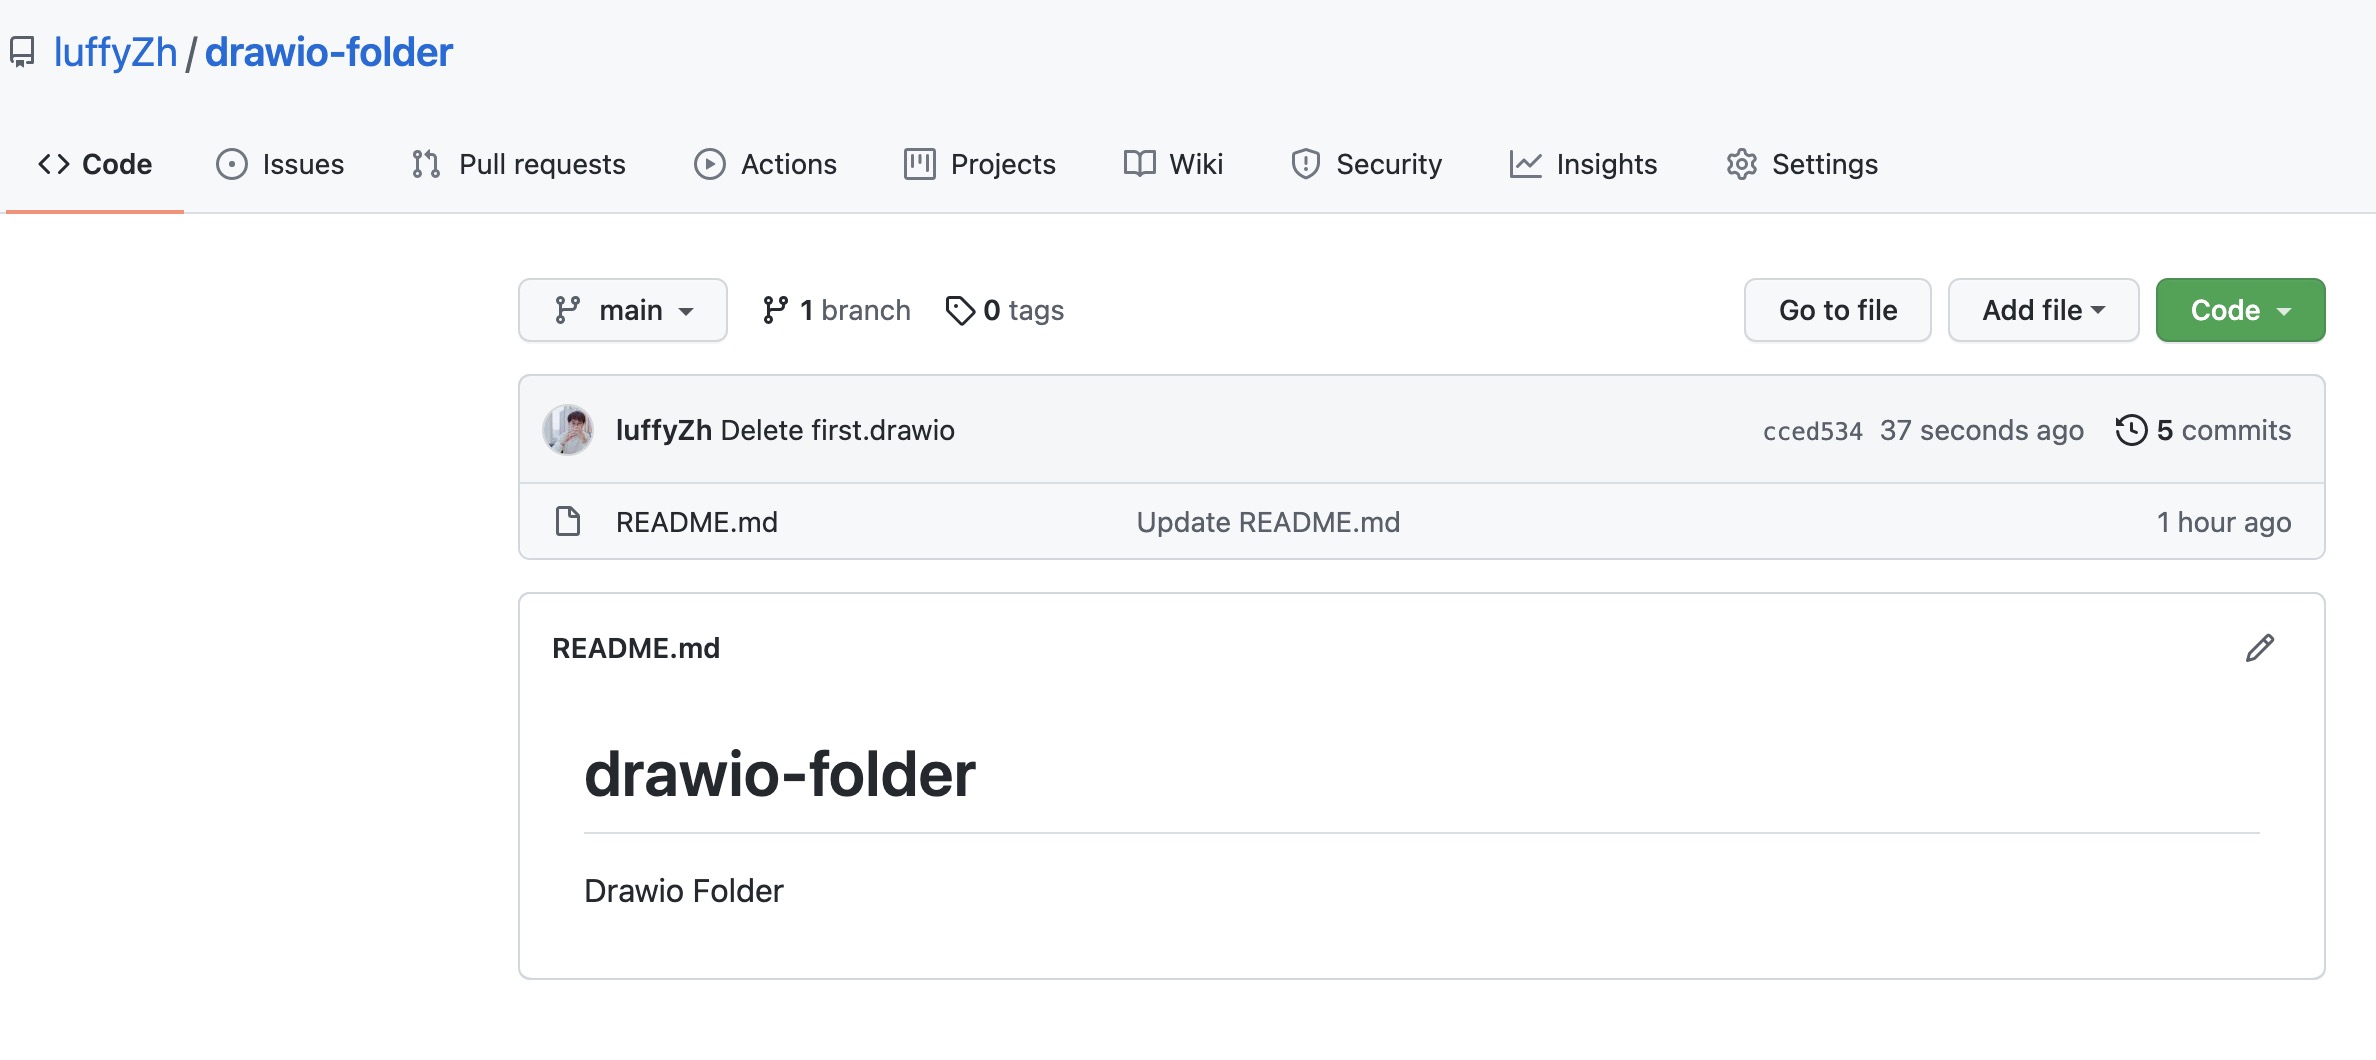 luffyZh / drawio-folder
Code Issues Pull requests Actions Projects Wiki Security Insights Settings
main 1 branch 0 tags Go to file Add file Code
luffyZh Delete first.drawio cced534 37 seconds ago 5 commits
README.md Update README.md 1 hour ago
README.md
drawio-folder
Drawio Folder